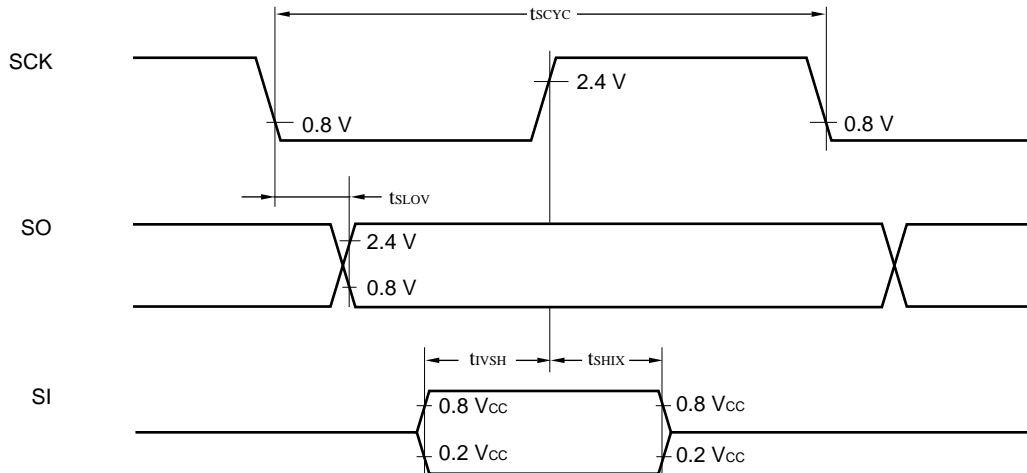 tSCYC
SCK
2.4 V
0.8 V
0.8 V
tSLOV
SO
2.4 V
0.8 V
tIVSH
tSHIX
SI
0.8 VCC
0.8 VCC
0.2 VCC
0.2 VCC